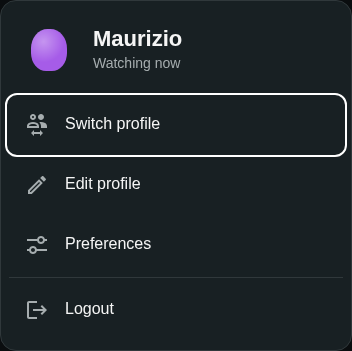 Maurizio
Watching now
Switch profile
Edit profile
Preferences
Logout